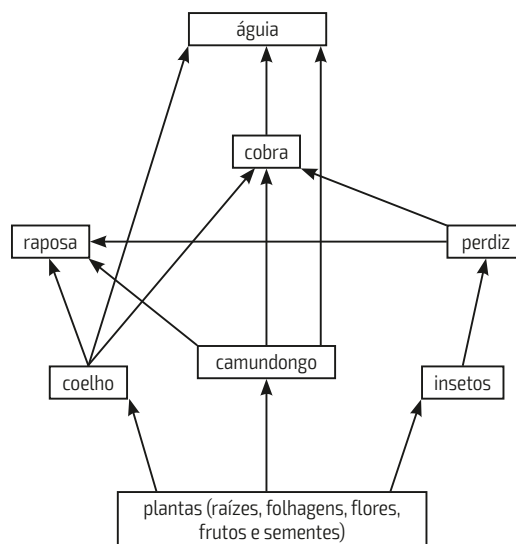 águia
cobra
raposa
perdiz
coelho
camundongo
insetos
plantas (raízes, folhagens, flores,
frutos e sementes)